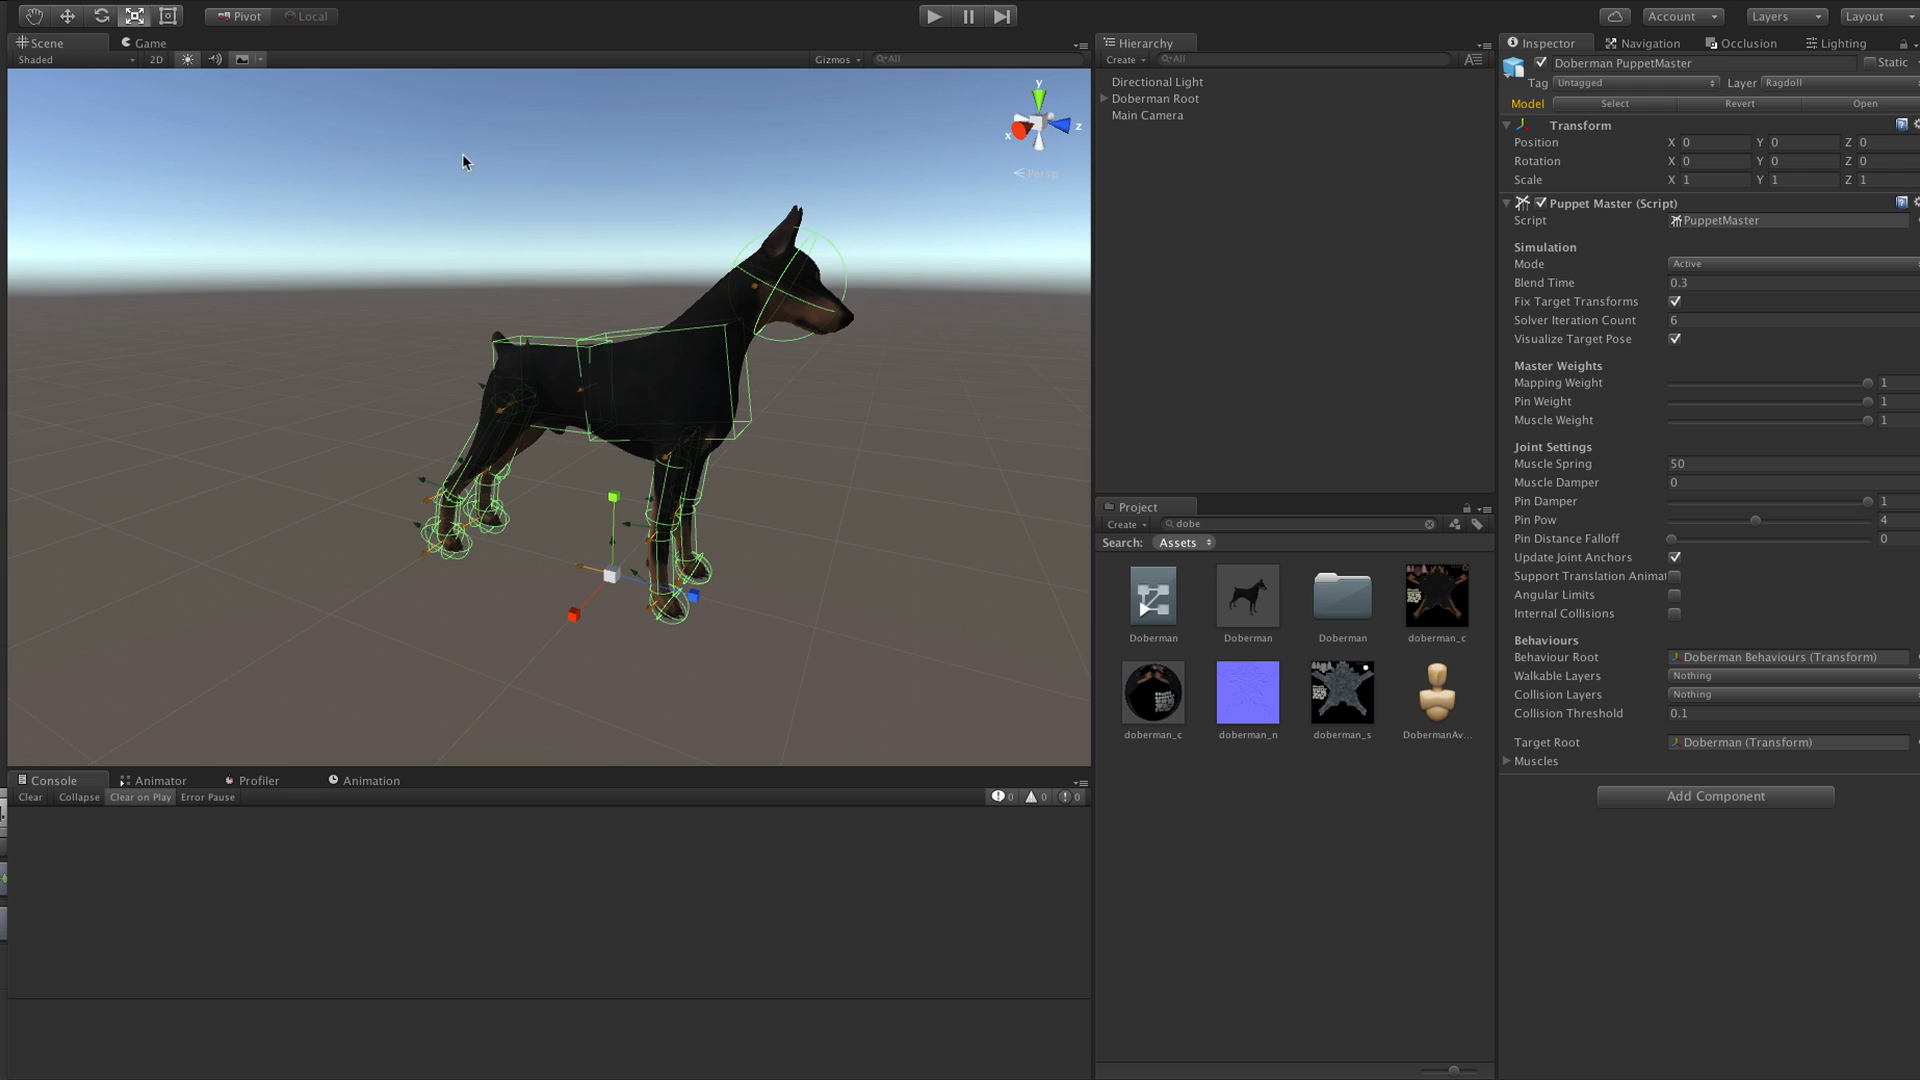 Pivot Local
Account Layers Layout
Scene Game
Shaded 2D Gizmos All
y
x z
Persp
Console Animator Profiler Animation
Clear Collapse Clear on Play Error Pause 0 0 0
Hierarchy
Create All
Directional Light
Doberman Root
Main Camera
Project
Create dobe
Search: Assets
Doberman Doberman Doberman doberman_c
doberman_c doberman_n doberman_s DobermanAv...
Inspector Navigation Occlusion Lighting
Doberman PuppetMaster Static
Tag Untagged Layer Ragdoll
Model Select Revert Open
Transform
Position X 0 Y 0 Z 0
Rotation X 0 Y 0 Z 0
Scale X 1 Y 1 Z 1
Puppet Master (Script)
Script PuppetMaster
Simulation
Mode Active
Blend Time 0.3
Fix Target Transforms
Solver Iteration Count 6
Visualize Target Pose
Master Weights
Mapping Weight 1
Pin Weight 1
Muscle Weight 1
Joint Settings
Muscle Spring 50
Muscle Damper 0
Pin Damper 1
Pin Pow 4
Pin Distance Falloff 0
Update Joint Anchors
Support Translation Animat
Angular Limits
Internal Collisions
Behaviours
Behaviour Root Doberman Behaviours (Transform)
Walkable Layers Nothing
Collision Layers Nothing
Collision Threshold 0.1
Target Root Doberman (Transform)
Muscles
Add Component